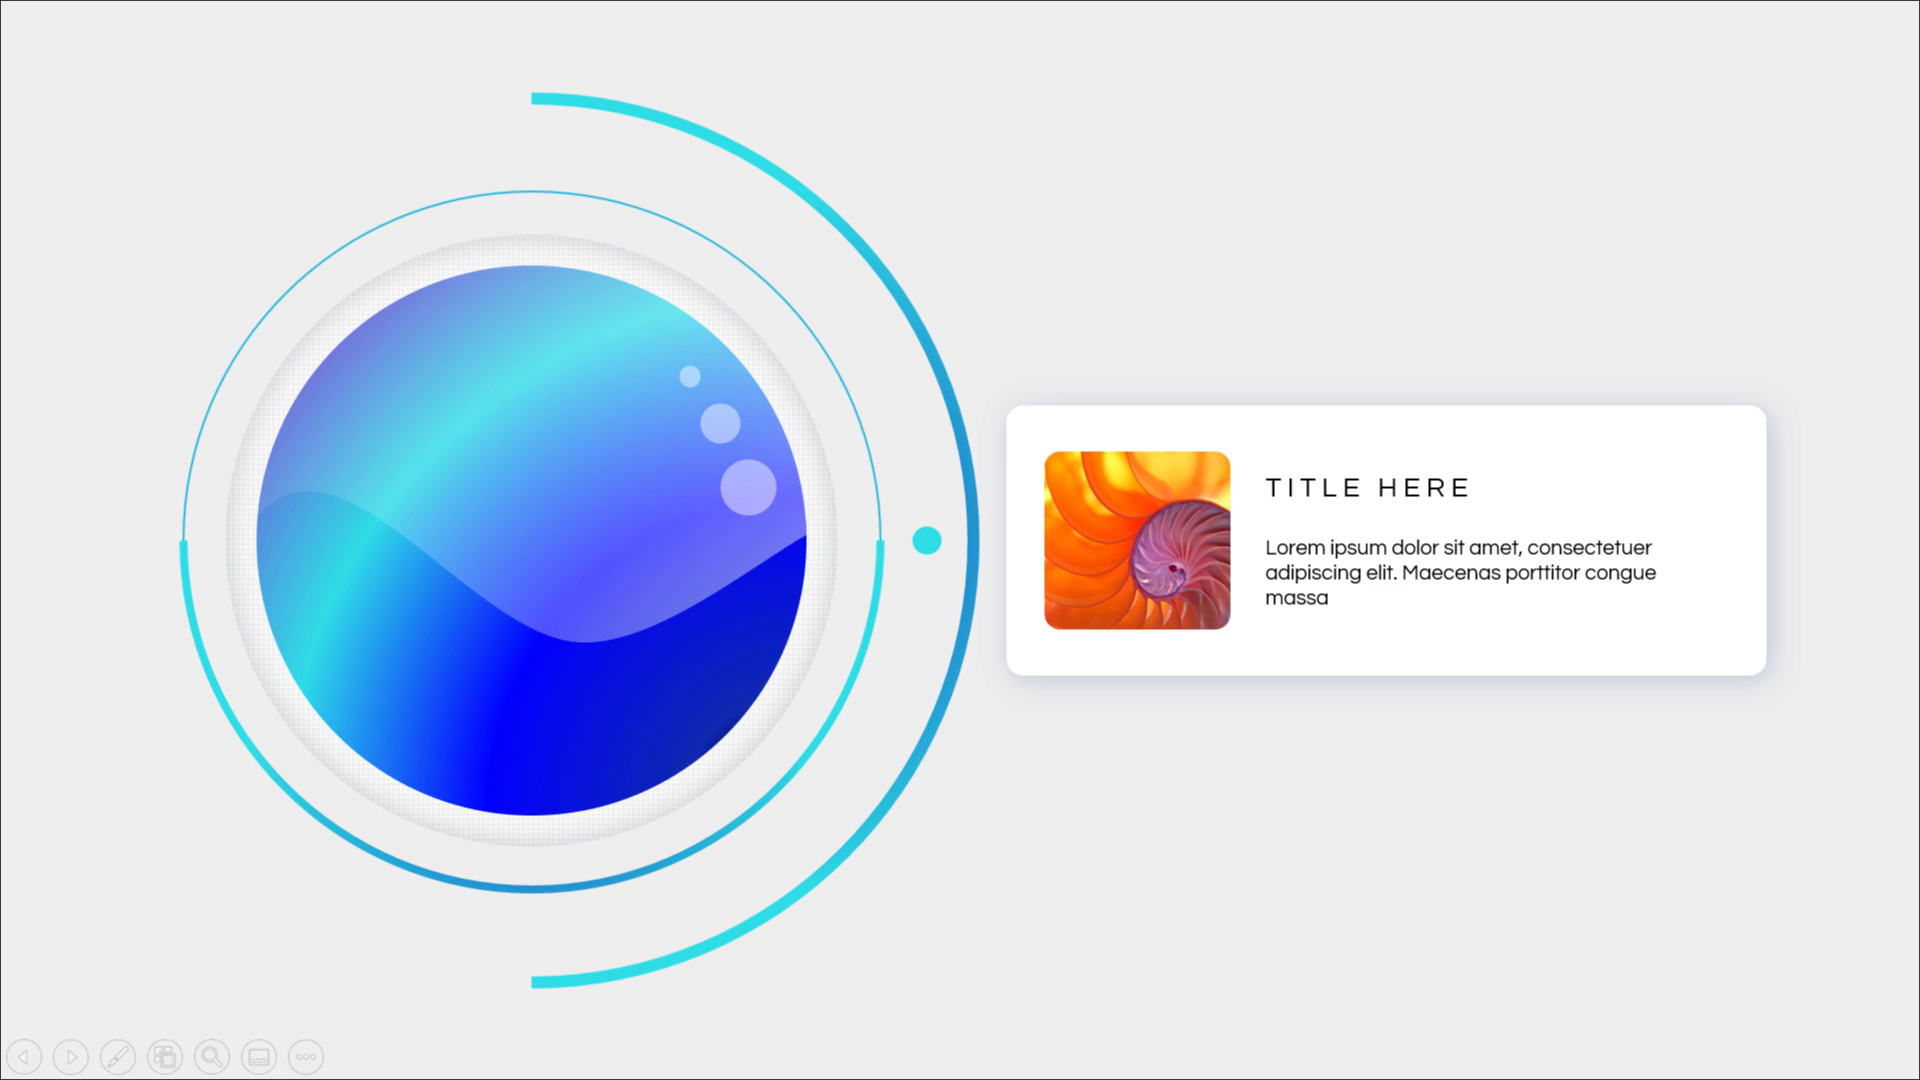 TITLE HERE
Lorem ipsum dolor sit amet, consectetuer
adipiscing elit. Maecenas porttitor congue
massa